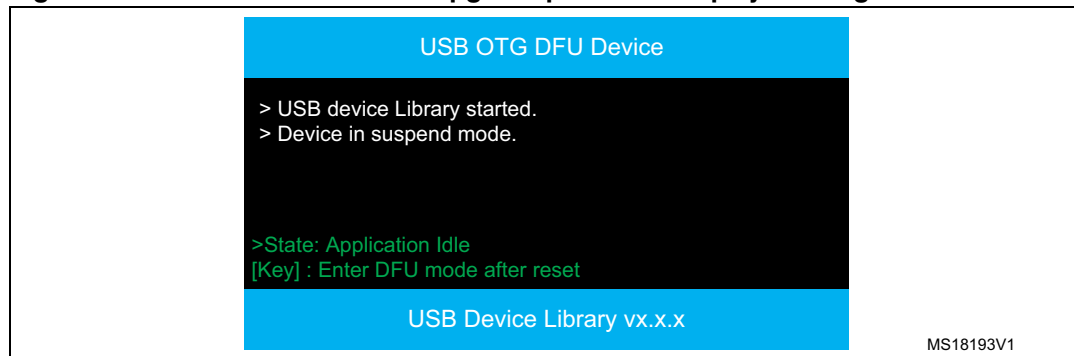 USB OTG DFU Device
> USB device Library started.
> Device in suspend mode.
>State: Application Idle
[Key] : Enter DFU mode after reset
USB Device Library vx.x.x
MS18193V1